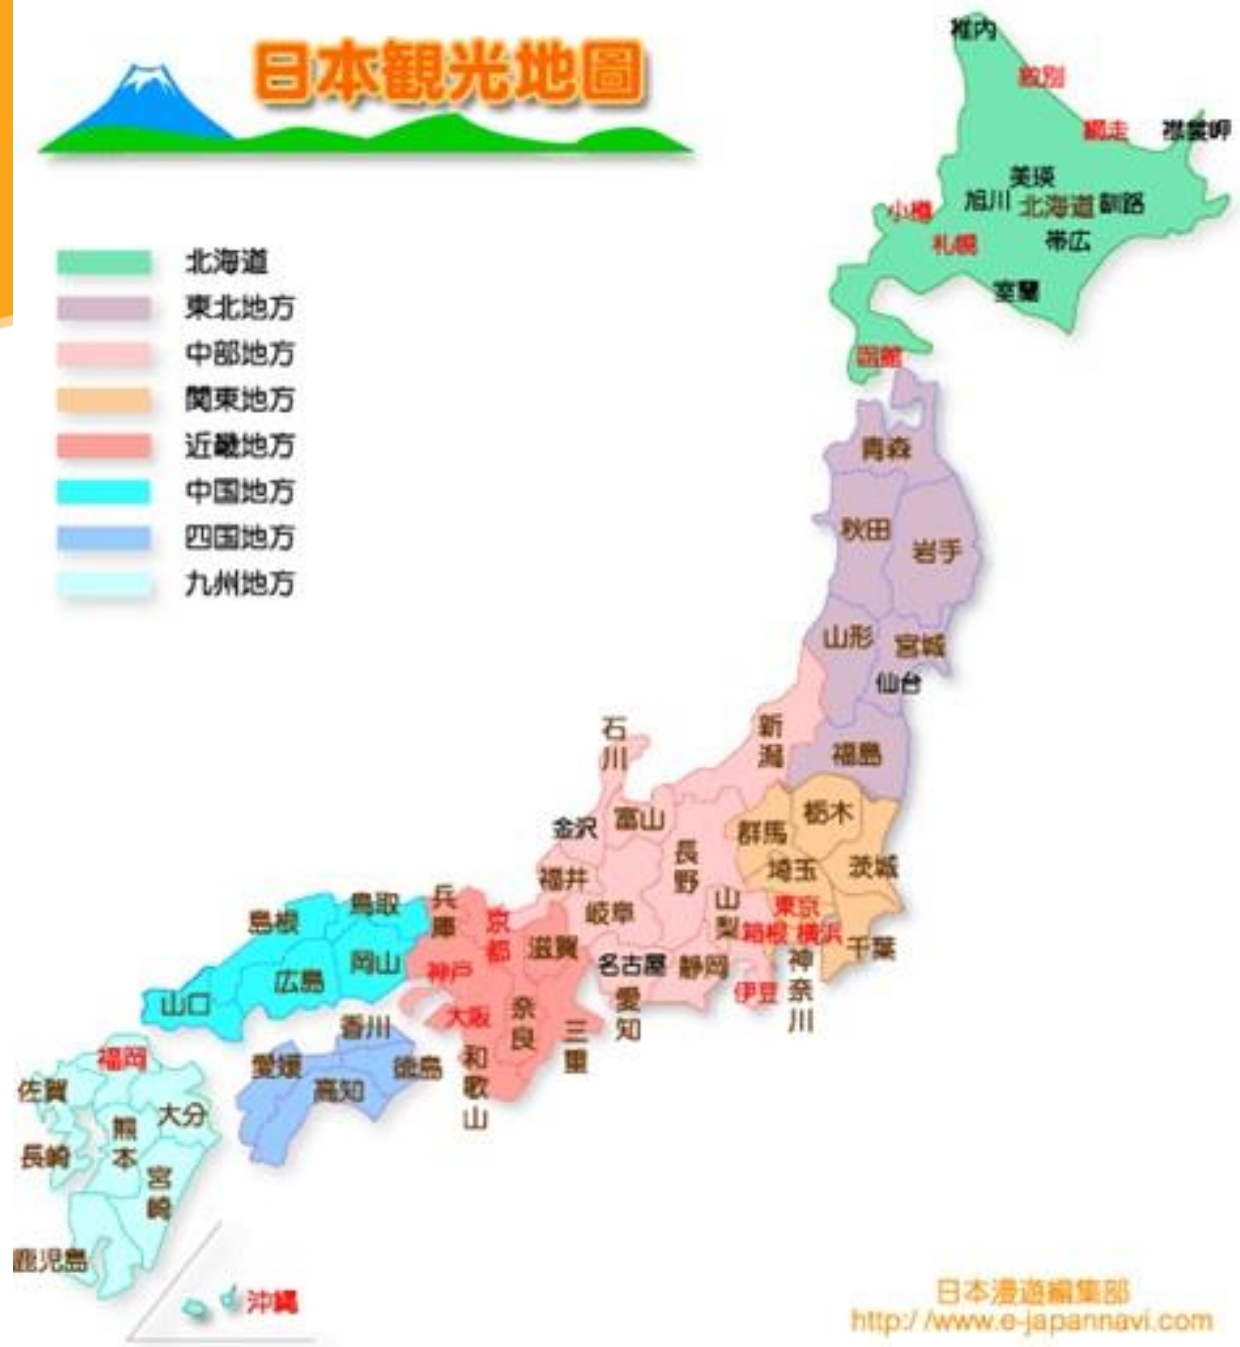 日本観光地圖
北海道
東北地方
中部地方
関東地方
近畿地方
中国地方
四国地方
九州地方
稚内
紋別
網走
襟裳岬
美瑛
旭川
北海道
釧路
小樽
札幌
帯広
室蘭
函館
青森
秋田
岩手
山形
宮城
仙台
福島
新潟
石川
金沢
富山
長野
福井
岐阜
山梨
名古屋
静岡
愛知
伊豆
群馬
栃木
埼玉
茨城
東京
箱根
横浜
千葉
神奈川
兵庫
京都
滋賀
神戸
大阪
奈良
三重
和歌山
鳥取
島根
岡山
広島
山口
香川
愛媛
徳島
高知
福岡
佐賀
大分
熊本
長崎
宮崎
鹿児島
沖縄
日本漫遊編集部
http://www.e-japannavi.com